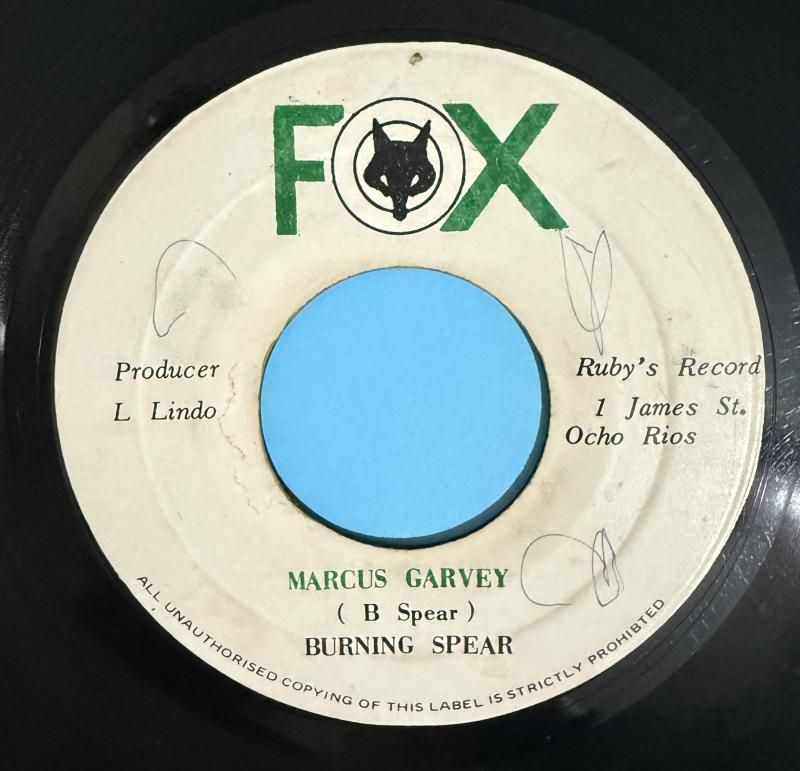 FOX
Producer
L Lindo
Ruby's Record
1 James St.
Ocho Rios
MARCUS GARVEY
( B Spear )
BURNING SPEAR
ALL UNAUTHORISED COPYING OF THIS LABEL IS STRICTLY PROHIBTED